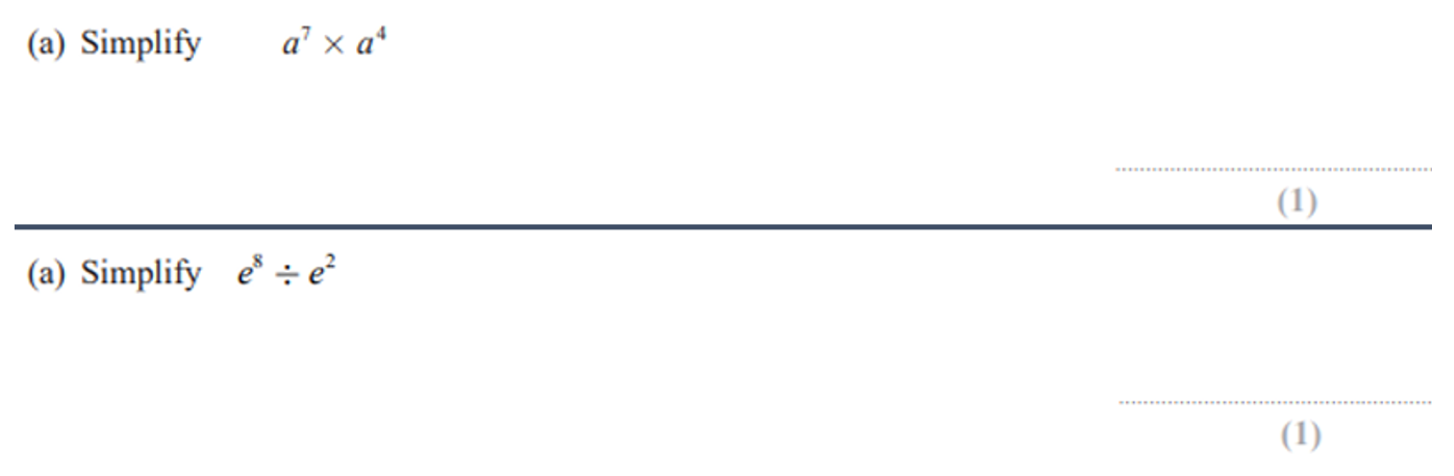 (a) Simplify a⁷ × a⁴
(1)
(a) Simplify e⁸ ÷ e²
(1)